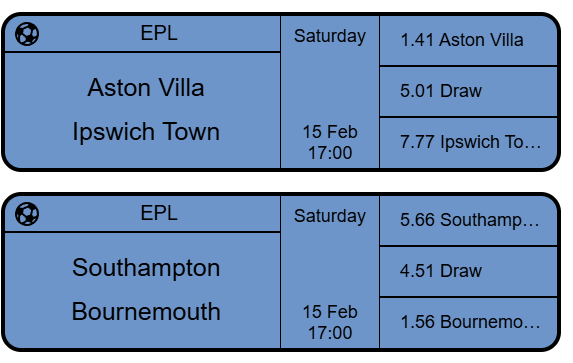 EPL
Aston Villa
Ipswich Town
Saturday
15 Feb
17:00
1.41 Aston Villa
5.01 Draw
7.77 Ipswich To…
EPL
Southampton
Bournemouth
Saturday
15 Feb
17:00
5.66 Southamp…
4.51 Draw
1.56 Bournemo…